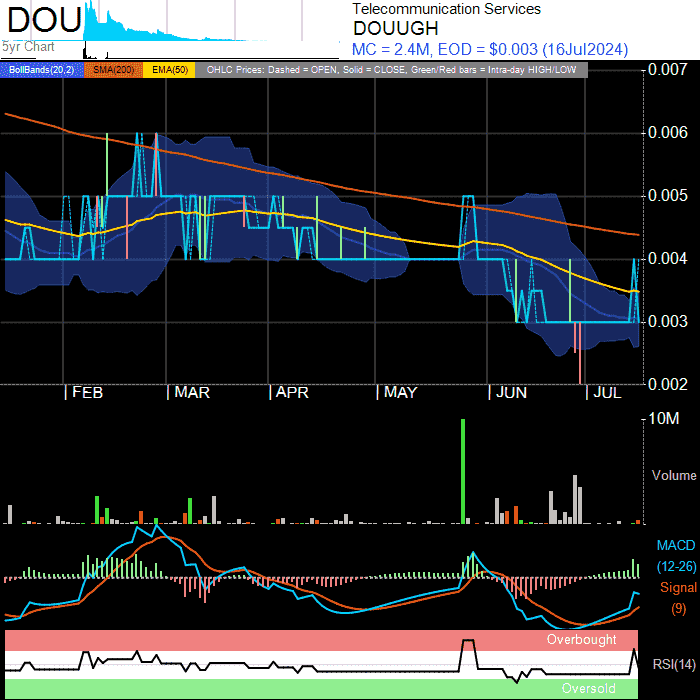 DOU
5yr Chart
Telecommunication Services
DOUUGH
MC = 2.4M, EOD = $0.003 (16Jul2024)
BollBands(20,2) SMA(200) EMA(50) OHLC Prices: Dashed = OPEN, Solid = CLOSE, Green/Red bars = Intra-day HIGH/LOW
0.007
0.006
0.005
0.004
0.003
0.002
| FEB | MAR | APR | MAY | JUN | JUL
10M
Volume
MACD
(12-26)
Signal
(9)
Overbought
RSI(14)
Oversold